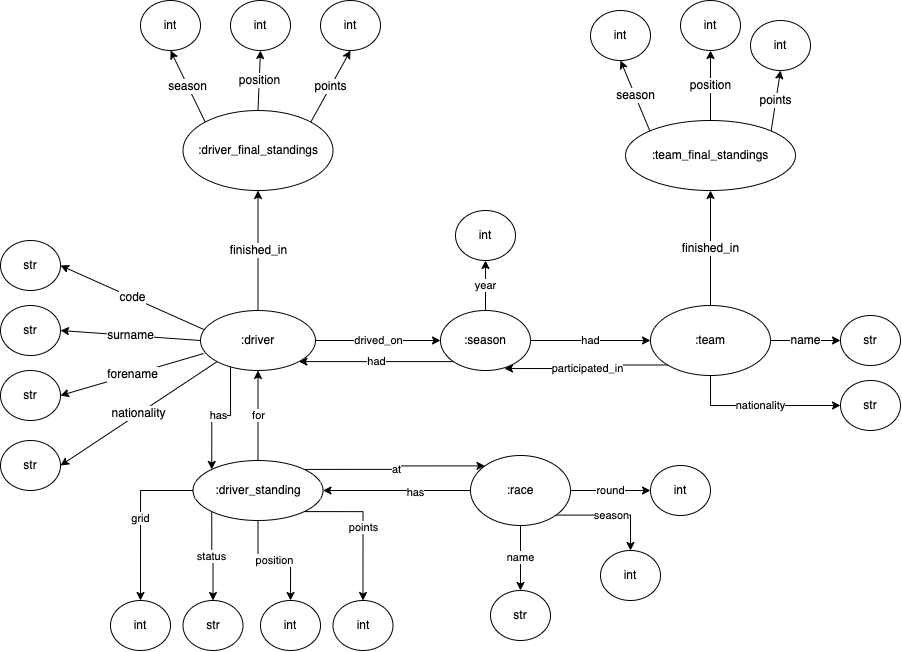 int
int
int
int
int
int
season
position
points
season
position
points
:driver_final_standings
:team_final_standings
finished_in
int
finished_in
str
code
year
str
surname
:driver
drived_on
:season
had
:team
name
str
had
participated_in
str
forename
nationality
nationality
str
str
has
for
:driver_standing
at
has
:race
round
int
grid
points
season
status
position
name
int
int
str
int
int
str